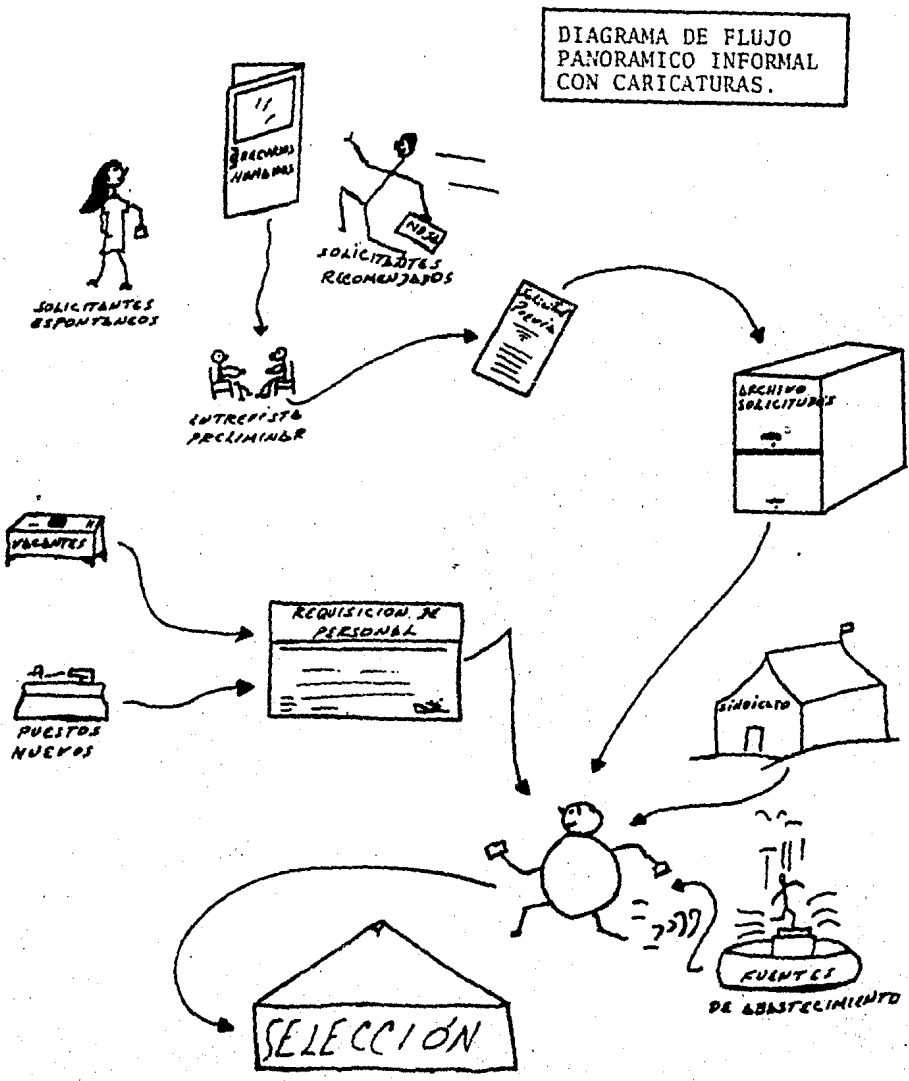 DIAGRAMA DE FLUJO
PANORAMICO INFORMAL
CON CARICATURAS.
RECURSOS
HUMANOS
SOLICITANTES
ESPONTANEOS
SOLICITANTES
RECOMENDADOS
Solicitud
Previa
ENTREVISTA
PRELIMINAR
ARCHIVO
SOLICITUDES
VACANTES
REQUISICION DE
PERSONAL
PUESTOS
NUEVOS
SINDICATO
FUENTES
DE ABASTECIMIENTO
SELECCIÓN